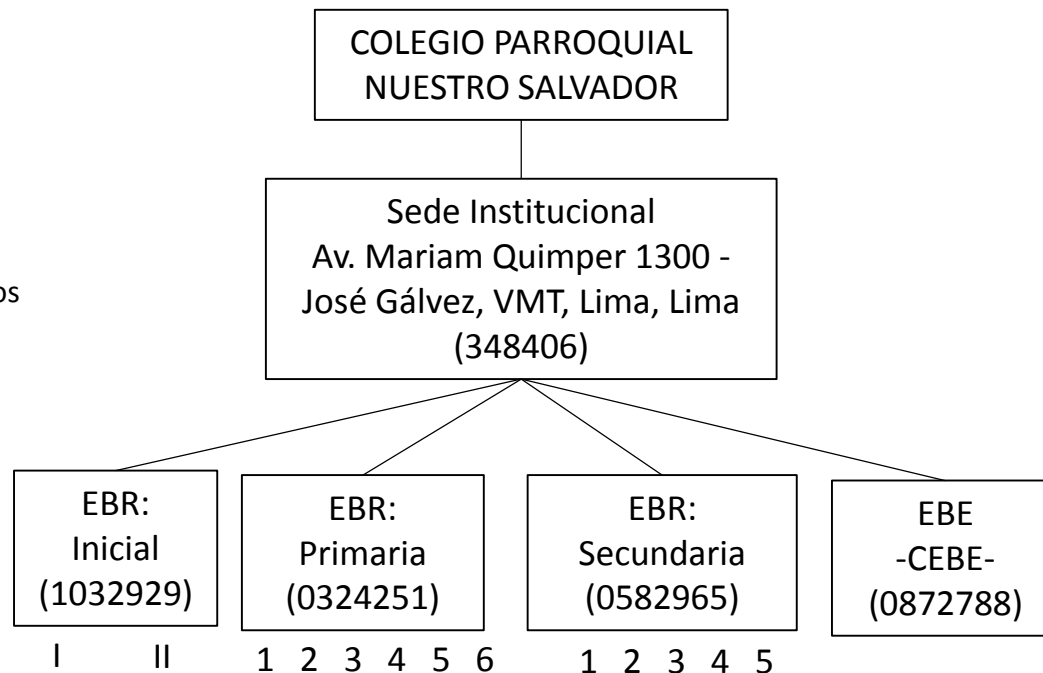 COLEGIO PARROQUIAL
NUESTRO SALVADOR
Sede Institucional
Av. Mariam Quimper 1300 -
José Gálvez, VMT, Lima, Lima
(348406)
EBR:
Inicial
(1032929)
EBR:
Primaria
(0324251)
EBR:
Secundaria
(0582965)
EBE
-CEBE-
(0872788)
I II
1 2 3 4 5 6
1 2 3 4 5